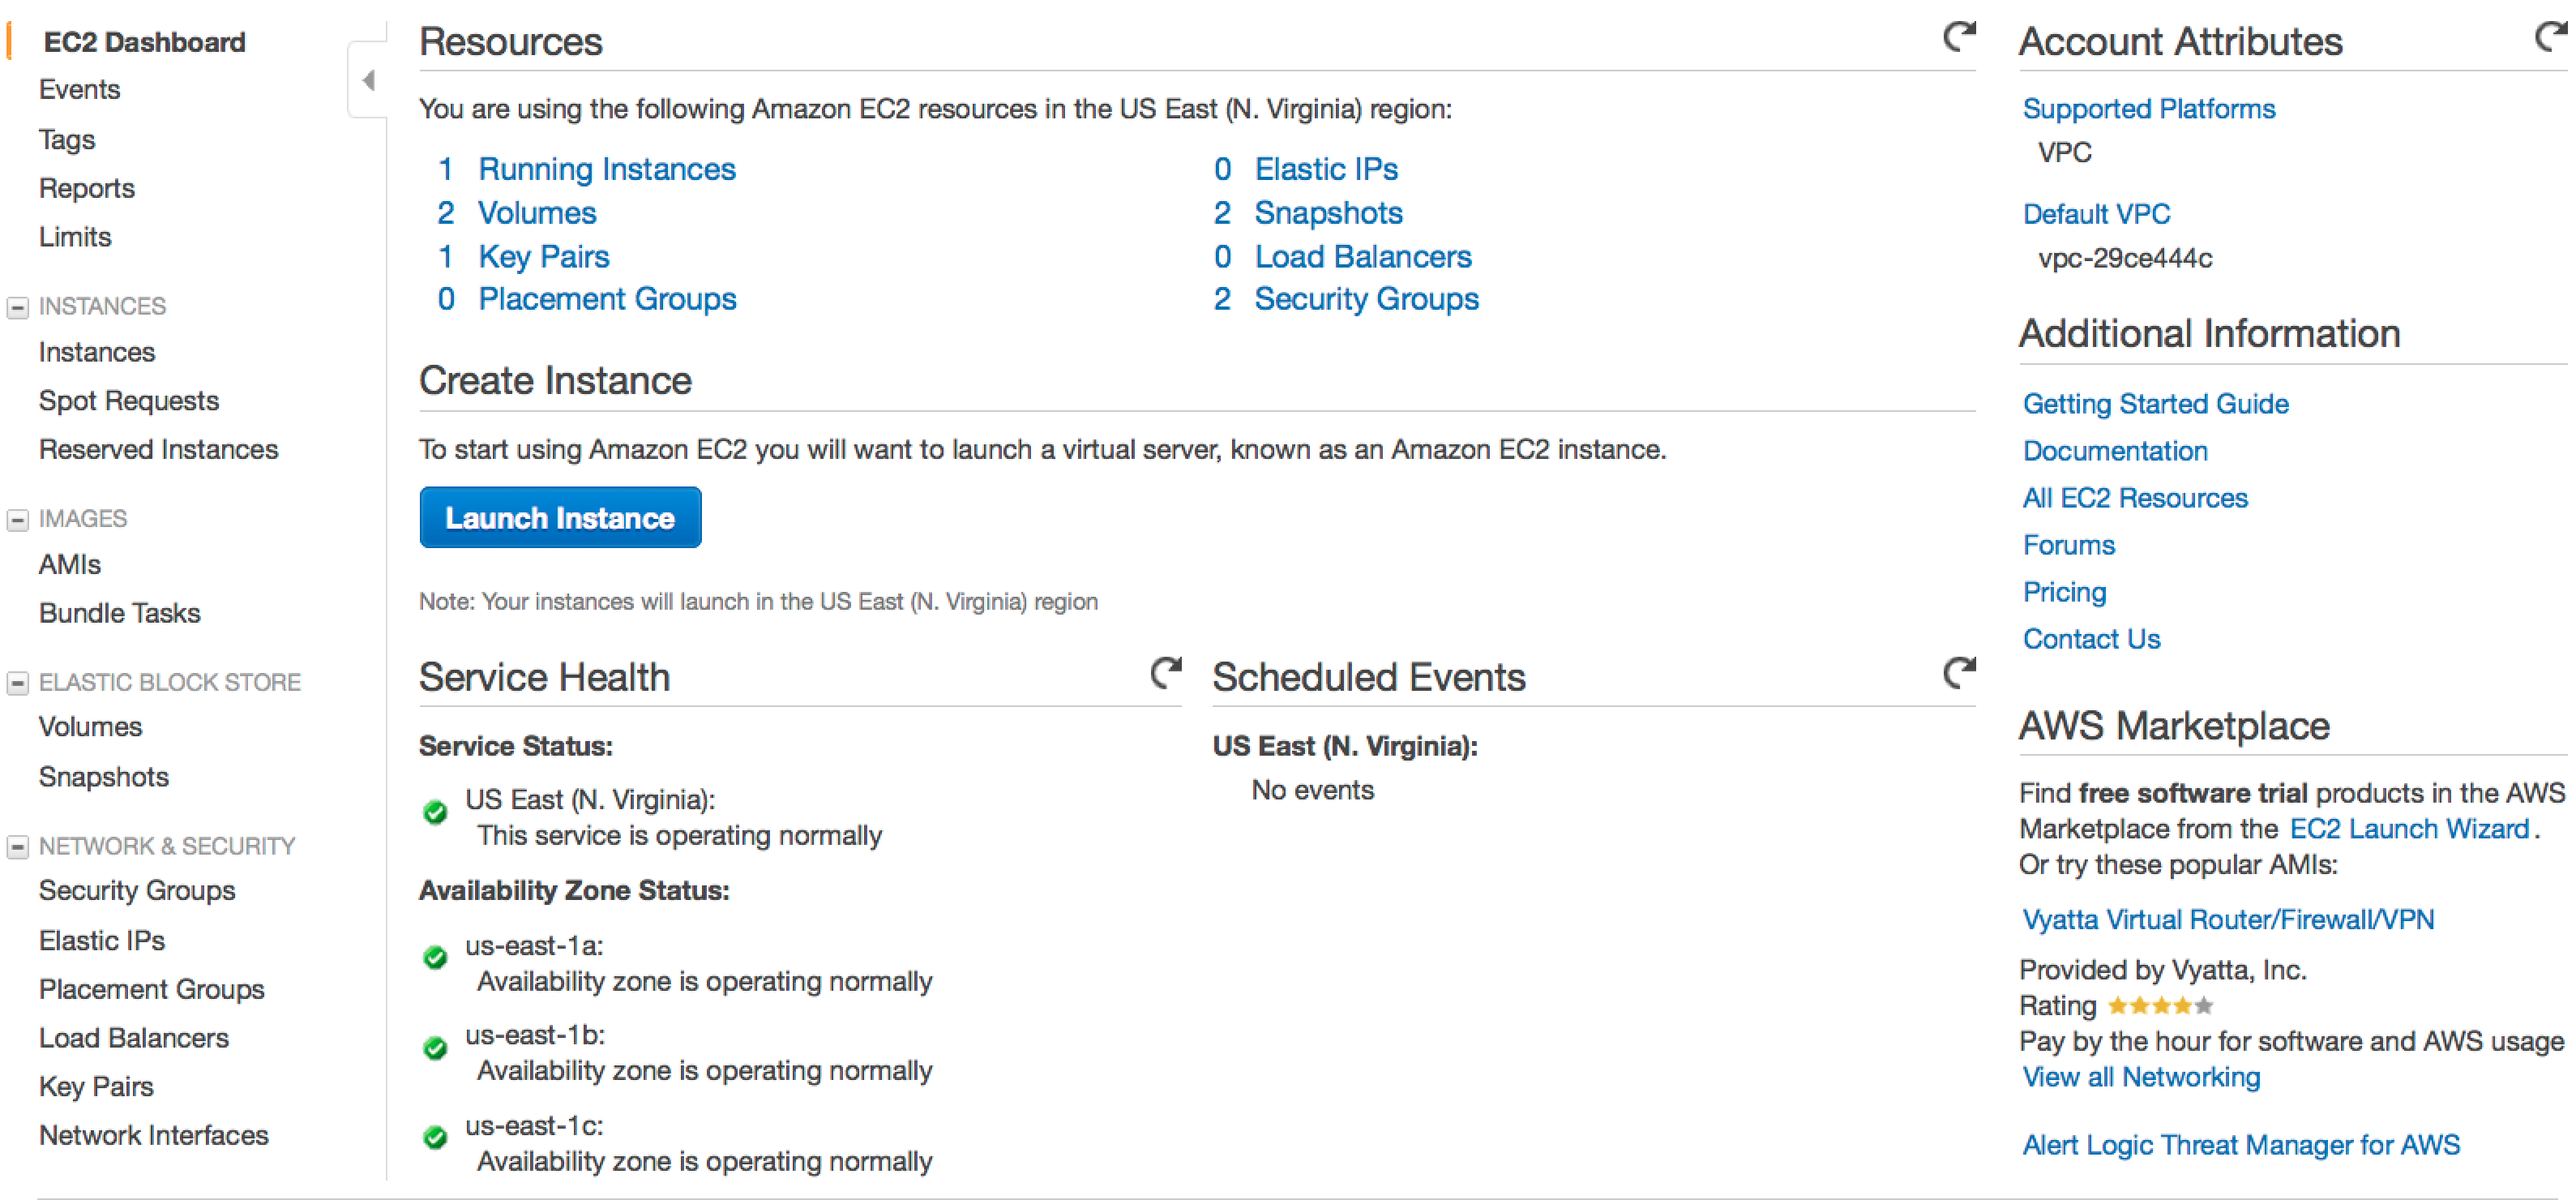 EC2 Dashboard
Events
Tags
Reports
Limits
INSTANCES
Instances
Spot Requests
Reserved Instances
IMAGES
AMIs
Bundle Tasks
ELASTIC BLOCK STORE
Volumes
Snapshots
NETWORK & SECURITY
Security Groups
Elastic IPs
Placement Groups
Load Balancers
Key Pairs
Network Interfaces
Resources
You are using the following Amazon EC2 resources in the US East (N. Virginia) region:
1 Running Instances
2 Volumes
1 Key Pairs
0 Placement Groups
0 Elastic IPs
2 Snapshots
0 Load Balancers
2 Security Groups
Create Instance
To start using Amazon EC2 you will want to launch a virtual server, known as an Amazon EC2 instance.
Launch Instance
Note: Your instances will launch in the US East (N. Virginia) region
Service Health
Service Status:
US East (N. Virginia):
This service is operating normally
Availability Zone Status:
us-east-1a:
Availability zone is operating normally
us-east-1b:
Availability zone is operating normally
us-east-1c:
Availability zone is operating normally
Scheduled Events
US East (N. Virginia):
No events
Account Attributes
Supported Platforms
VPC
Default VPC
vpc-29ce444c
Additional Information
Getting Started Guide
Documentation
All EC2 Resources
Forums
Pricing
Contact Us
AWS Marketplace
Find free software trial products in the AWS
Marketplace from the EC2 Launch Wizard.
Or try these popular AMIs:
Vyatta Virtual Router/Firewall/VPN
Provided by Vyatta, Inc.
Rating
Pay by the hour for software and AWS usage
View all Networking
Alert Logic Threat Manager for AWS